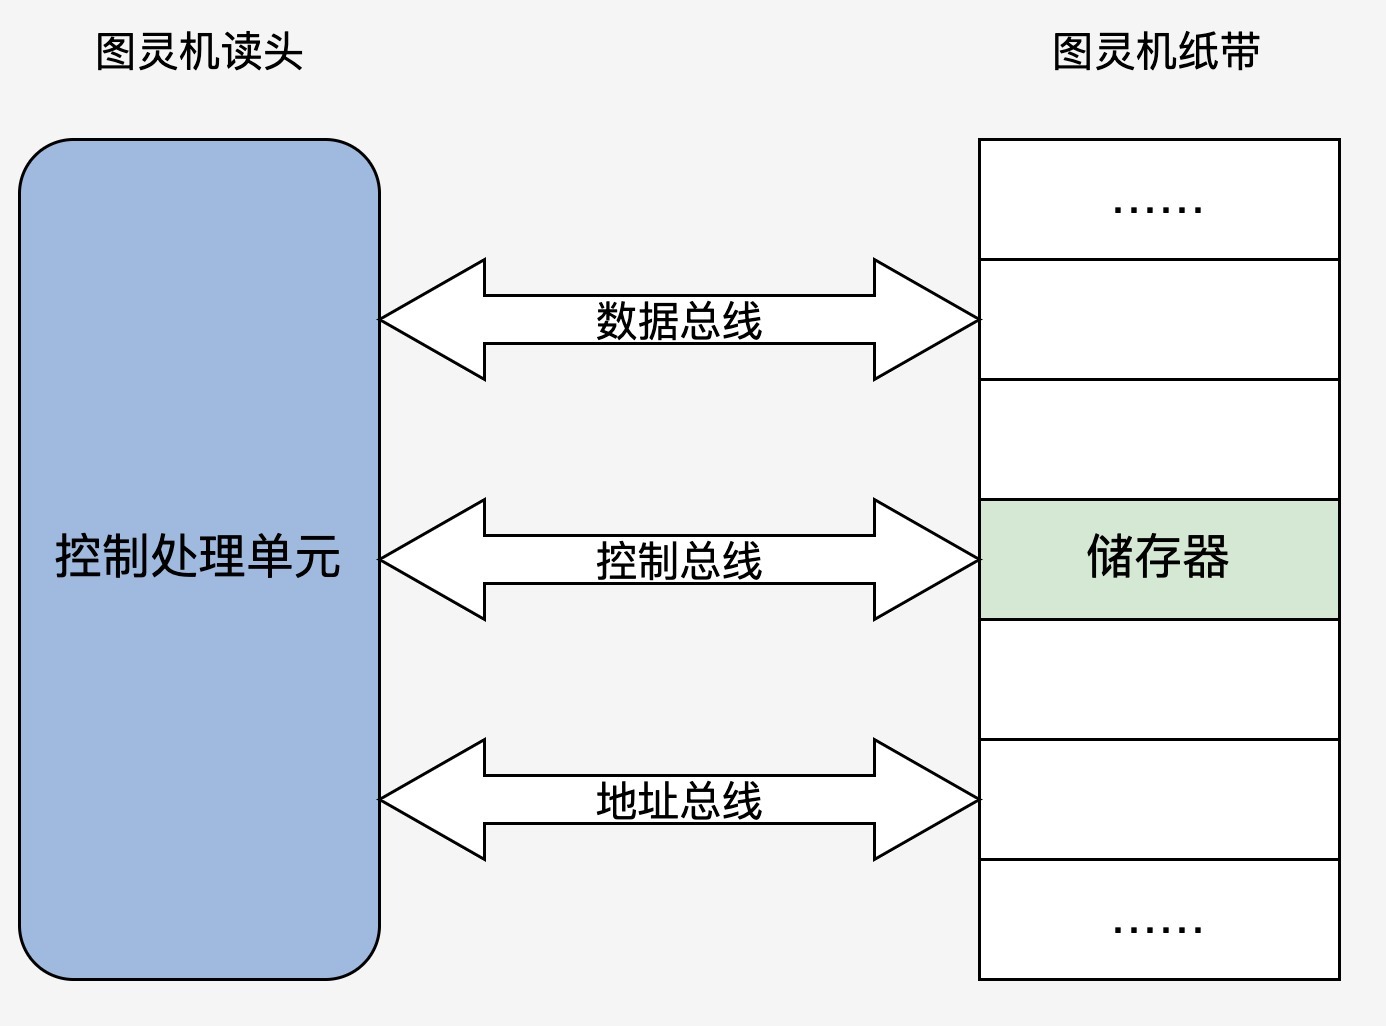 图灵机读头
图灵机纸带
......
数据总线
控制处理单元
控制总线
储存器
地址总线
......